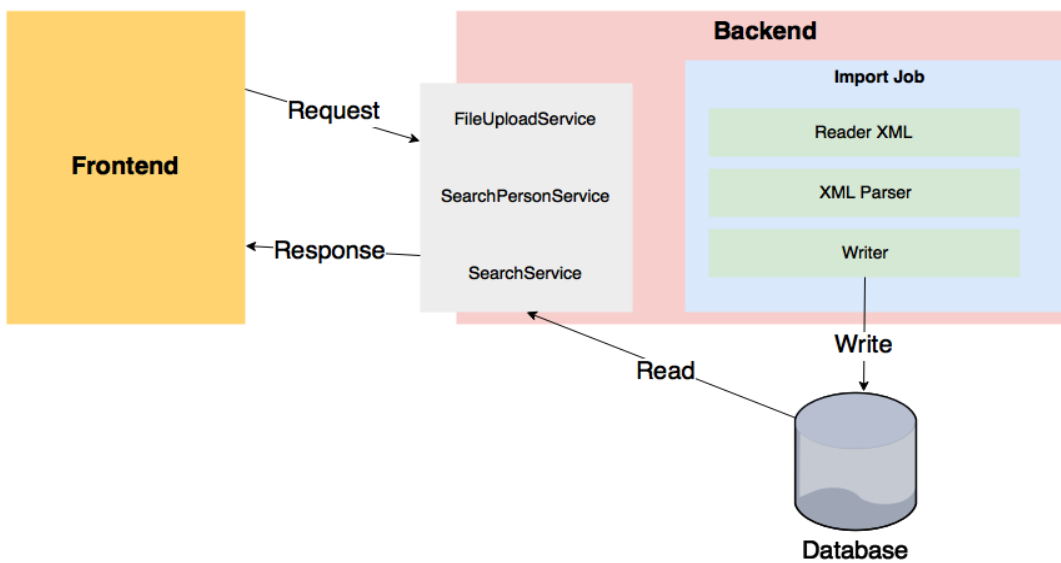 Backend
Import Job
Request
FileUploadService
Reader XML
Frontend
SearchPersonService
XML Parser
Response
SearchService
Writer
Read
Write
Database